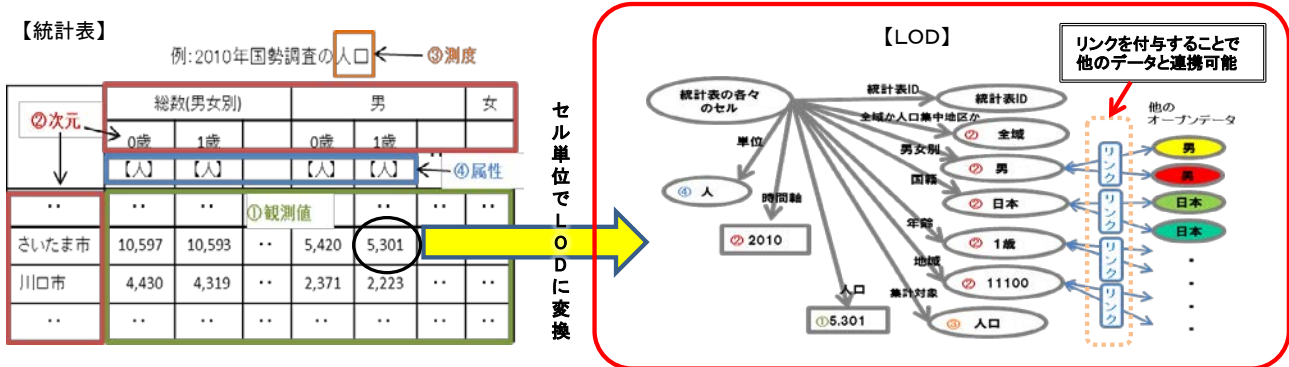 【統計表】
例:2010年国勢調査の人口
③測度
②次元
総数(男女別)
男
女
0歳
1歳
0歳
1歳
‥
【人】
【人】
【人】
【人】
④属性
‥
‥
‥
①観測値
‥
‥
‥
‥
さいたま市
10,597
10,593
‥
5,420
5,301
‥
‥
川口市
4,430
4,319
‥
2,371
2,223
‥
‥
‥
‥
‥
‥
‥
‥
‥
‥
セル単位でLODに変換
【LOD】
リンクを付与することで
他のデータと連携可能
統計表の各々
のセル
統計表ID
統計表ID
全域か人口集中地区か
② 全域
男女別
② 男
国籍
② 日本
年齢
② 1歳
地域
② 11100
集計対象
③ 人口
人口
①5.301
時間軸
② 2010
単位
④ 人
リンク
リンク
リンク
リンク
他の
オープンデータ
男
男
日本
日本
・
・
・
・